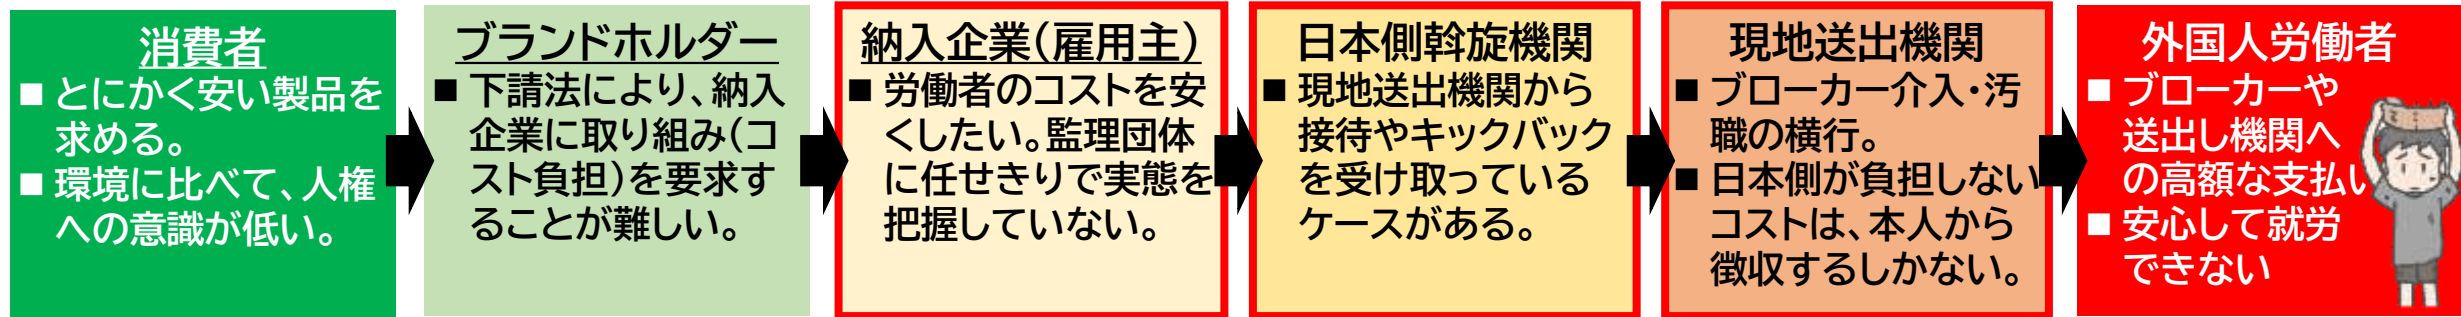 消費者
■ とにかく安い製品を
求める。
■ 環境に比べて、人権
への意識が低い。
ブランドホルダー
■ 下請法により、納入
企業に取り組み(コ
スト負担)を要求す
ることが難しい。
納入企業(雇用主)
■ 労働者のコストを安
くしたい。監理団体
に任せきりで実態を
把握していない。
日本側斡旋機関
■ 現地送出機関から
接待やキックバック
を受け取っている
ケースがある。
現地送出機関
■ ブローカー介入・汚
職の横行。
■ 日本側が負担しない
コストは、本人から
徴収するしかない。
外国人労働者
■ ブローカーや
送出し機関へ
の高額な支払い
■ 安心して就労
できない